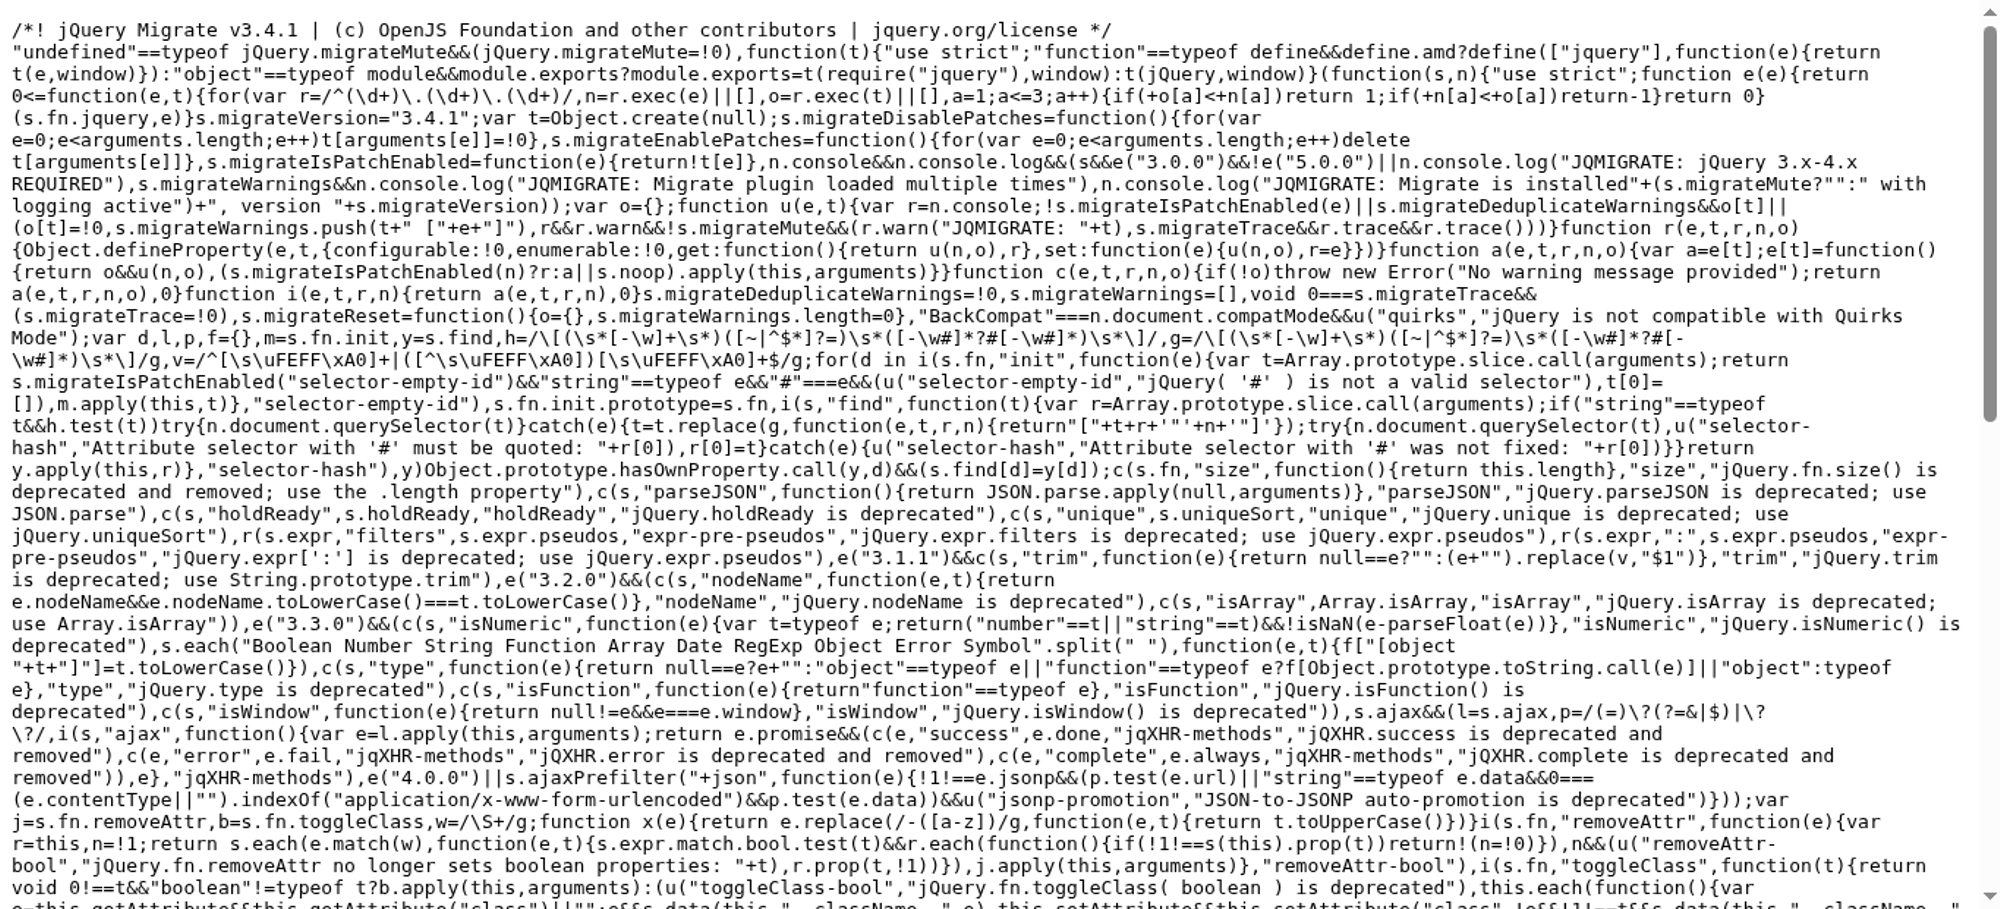 /*! jQuery Migrate v3.4.1 | (c) OpenJS Foundation and other contributors | jquery.org/license */
"undefined"==typeof jQuery.migrateMute&&(jQuery.migrateMute=!0),function(t){"use strict";"function"==typeof define&&define.amd?define(["jquery"],function(e){return
t(e,window)}):"object"==typeof module&&module.exports?module.exports=t(require("jquery"),window):t(jQuery,window)}(function(s,n){"use strict";function e(e){return
0<=function(e,t){for(var r=/^(\d+)\.(\d+)\.(\d+)/,n=r.exec(e)||[],o=r.exec(t)||[],a=1;a<=3;a++){if(+o[a]<+n[a])return 1;if(+n[a]<+o[a])return-1}return 0}
(s.fn.jquery,e)}s.migrateVersion="3.4.1";var t=Object.create(null);s.migrateDisablePatches=function(){for(var
e=0;e<arguments.length;e++)t[arguments[e]]=!0},s.migrateEnablePatches=function(){for(var e=0;e<arguments.length;e++)delete
t[arguments[e]]},s.migrateIsPatchEnabled=function(e){return!t[e]},n.console&&n.console.log&&(s&&e("3.0.0")&&!e("5.0.0")||n.console.log("JQMIGRATE: jQuery 3.x-4.x
REQUIRED"),s.migrateWarnings&&n.console.log("JQMIGRATE: Migrate plugin loaded multiple times"),n.console.log("JQMIGRATE: Migrate is installed"+(s.migrateMute?"":" with
logging active")+", version "+s.migrateVersion));var o={};function u(e,t){var r=n.console;!s.migrateIsPatchEnabled(e)||s.migrateDeduplicateWarnings&&o[t]||
(o[t]=!0,s.migrateWarnings.push(t+" ["+e+"]"),r&&r.warn&&!s.migrateMute&&(r.warn("JQMIGRATE: "+t),s.migrateTrace&&r.trace&&r.trace()))}function r(e,t,r,n,o)
{Object.defineProperty(e,t,{configurable:!0,enumerable:!0,get:function(){return u(n,o),r},set:function(e){u(n,o),r=e}})}function a(e,t,r,n,o){var a=e[t];e[t]=function()
{return o&&u(n,o),(s.migrateIsPatchEnabled(n)?r:a||s.noop).apply(this,arguments)}}function c(e,t,r,n,o){if(!o)throw new Error("No warning message provided");return
a(e,t,r,n,o),0}function i(e,t,r,n){return a(e,t,r,n),0}s.migrateDeduplicateWarnings=!0,s.migrateWarnings=[],void 0===s.migrateTrace&&
(s.migrateTrace=!0),s.migrateReset=function(){o={},s.migrateWarnings.length=0},"BackCompat"===n.document.compatMode&&u("quirks","jQuery is not compatible with Quirks
Mode");var d,l,p,f={},m=s.fn.init,y=s.find,h=/\[(\s*[-\w]+\s*)([~|^$*]?=)\s*([-\w#]*?#[-\w#]*)\s*\]/,g=/\[(\s*[-\w]+\s*)([~|^$*]?=)\s*([-\w#]*?#[-
\w#]*)\s*\]/g,v=/^[\s\uFEFF\xA0]+|([^\s\uFEFF\xA0])[\s\uFEFF\xA0]+$/g;for(d in i(s.fn,"init",function(e){var t=Array.prototype.slice.call(arguments);return
s.migrateIsPatchEnabled("selector-empty-id")&&"string"==typeof e&&"#"===e&&(u("selector-empty-id","jQuery( '#' ) is not a valid selector"),t[0]=
[]),m.apply(this,t)},"selector-empty-id"),s.fn.init.prototype=s.fn,i(s,"find",function(t){var r=Array.prototype.slice.call(arguments);if("string"==typeof
t&&h.test(t))try{n.document.querySelector(t)}catch(e){t=t.replace(g,function(e,t,r,n){return"["+t+r+'"'+n+'"]'});try{n.document.querySelector(t),u("selector-
hash","Attribute selector with '#' must be quoted: "+r[0]),r[0]=t}catch(e){u("selector-hash","Attribute selector with '#' was not fixed: "+r[0])}}return
y.apply(this,r)},"selector-hash"),y)Object.prototype.hasOwnProperty.call(y,d)&&(s.find[d]=y[d]);c(s.fn,"size",function(){return this.length},"size","jQuery.fn.size() is
deprecated and removed; use the .length property"),c(s,"parseJSON",function(){return JSON.parse.apply(null,arguments)},"parseJSON","jQuery.parseJSON is deprecated; use
JSON.parse"),c(s,"holdReady",s.holdReady,"holdReady","jQuery.holdReady is deprecated"),c(s,"unique",s.uniqueSort,"unique","jQuery.unique is deprecated; use
jQuery.uniqueSort"),r(s.expr,"filters",s.expr.pseudos,"expr-pre-pseudos","jQuery.expr.filters is deprecated; use jQuery.expr.pseudos"),r(s.expr,":",s.expr.pseudos,"expr-
pre-pseudos","jQuery.expr[':'] is deprecated; use jQuery.expr.pseudos"),e("3.1.1")&&c(s,"trim",function(e){return null==e?"":(e+"").replace(v,"$1")},"trim","jQuery.trim
is deprecated; use String.prototype.trim"),e("3.2.0")&&(c(s,"nodeName",function(e,t){return
e.nodeName&&e.nodeName.toLowerCase()===t.toLowerCase()},"nodeName","jQuery.nodeName is deprecated"),c(s,"isArray",Array.isArray,"isArray","jQuery.isArray is deprecated;
use Array.isArray")),e("3.3.0")&&(c(s,"isNumeric",function(e){var t=typeof e;return("number"==t||"string"==t)&&!isNaN(e-parseFloat(e))},"isNumeric","jQuery.isNumeric() is
deprecated"),s.each("Boolean Number String Function Array Date RegExp Object Error Symbol".split(" "),function(e,t){f["[object
"+t+"]"]=t.toLowerCase()}),c(s,"type",function(e){return null==e?e+"":"object"==typeof e||"function"==typeof e?f[Object.prototype.toString.call(e)]||"object":typeof
e},"type","jQuery.type is deprecated"),c(s,"isFunction",function(e){return"function"==typeof e},"isFunction","jQuery.isFunction() is
deprecated"),c(s,"isWindow",function(e){return null!=e&&e===e.window},"isWindow","jQuery.isWindow() is deprecated")),s.ajax&&(l=s.ajax,p=/(=)\?(?=&|$)|\?
\?/,i(s,"ajax",function(){var e=l.apply(this,arguments);return e.promise&&(c(e,"success",e.done,"jqXHR-methods","jQXHR.success is deprecated and
removed"),c(e,"error",e.fail,"jqXHR-methods","jQXHR.error is deprecated and removed"),c(e,"complete",e.always,"jqXHR-methods","jQXHR.complete is deprecated and
removed")),e},"jqXHR-methods"),e("4.0.0")||s.ajaxPrefilter("+json",function(e){!1!==e.jsonp&&(p.test(e.url)||"string"==typeof e.data&&0===
(e.contentType||"").indexOf("application/x-www-form-urlencoded")&&p.test(e.data))&&u("jsonp-promotion","JSON-to-JSONP auto-promotion is deprecated")}));var
j=s.fn.removeAttr,b=s.fn.toggleClass,w=/\S+/g;function x(e){return e.replace(/-([a-z])/g,function(e,t){return t.toUpperCase()})}i(s.fn,"removeAttr",function(e){var
r=this,n=!1;return s.each(e.match(w),function(e,t){s.expr.match.bool.test(t)&&r.each(function(){if(!1!==s(this).prop(t))return!(n=!0)}),n&&(u("removeAttr-
bool","jQuery.fn.removeAttr no longer sets boolean properties: "+t),r.prop(t,!1))}),j.apply(this,arguments)},"removeAttr-bool"),i(s.fn,"toggleClass",function(t){return
void 0!==t&&"boolean"!=typeof t?b.apply(this,arguments):(u("toggleClass-bool","jQuery.fn.toggleClass( boolean ) is deprecated"),this.each(function(){var